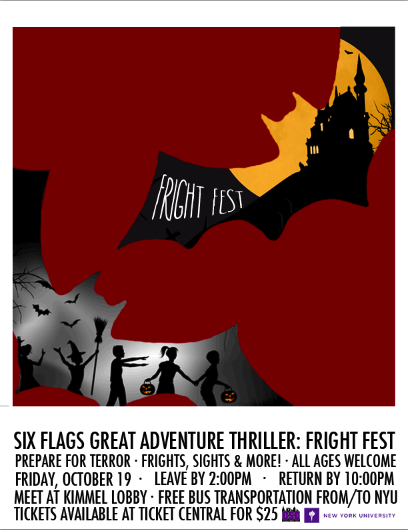 FRIGHT FEST
SIX FLAGS GREAT ADVENTURE THRILLER: FRIGHT FEST
PREPARE FOR TERROR · FRIGHTS, SIGHTS & MORE! · ALL AGES WELCOME
FRIDAY, OCTOBER 19 · LEAVE BY 2:00PM · RETURN BY 10:00PM
MEET AT KIMMEL LOBBY · FREE BUS TRANSPORTATION FROM/TO NYU
TICKETS AVAILABLE AT TICKET CENTRAL FOR $25 NEW YORK UNIVERSITY